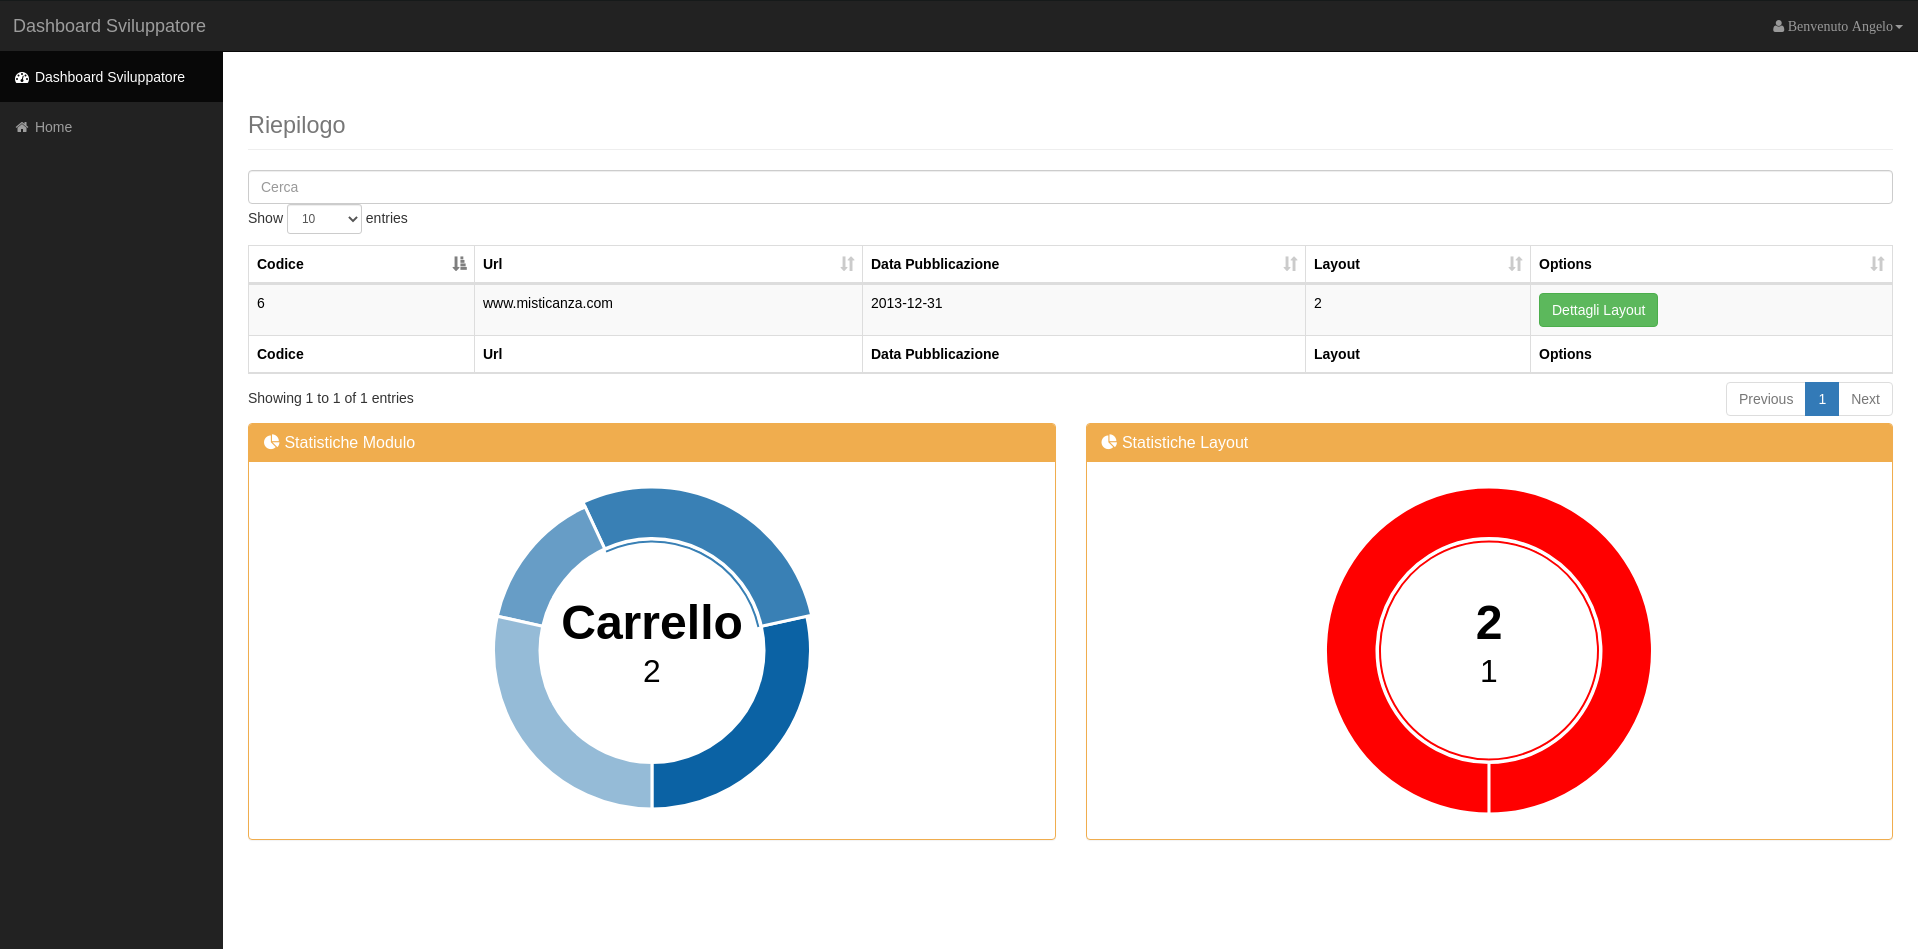 Dashboard Sviluppatore
Benvenuto Angelo
Dashboard Sviluppatore
Home
Riepilogo
Cerca
Show 10 entries
Codice Url Data Pubblicazione Layout Options
6 www.misticanza.com 2013-12-31 2 Dettagli Layout
Codice Url Data Pubblicazione Layout Options
Showing 1 to 1 of 1 entries
Previous 1 Next
Statistiche Modulo
Carrello
2
Statistiche Layout
2
1